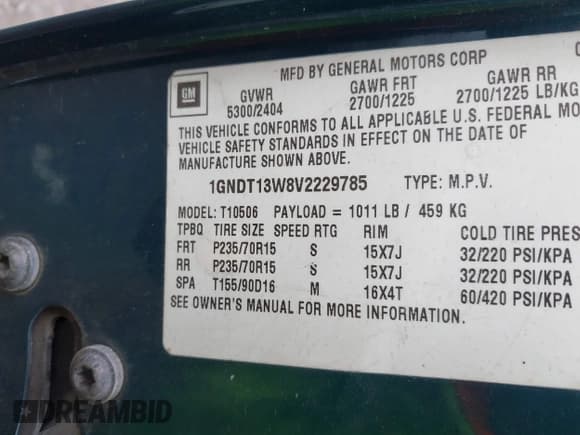 MFD BY GENERAL MOTORS CORP
GM GVWR GAWR FRT GAWR RR
5300/2404 2700/1225 2700/1225 LB/KG
THIS VEHICLE CONFORMS TO ALL APPLICABLE U.S. FEDERAL MO
VEHICLE SAFETY STANDARDS IN EFFECT ON THE DATE OF
MANUFACTURE SHOWN ABOVE.
1GNDT13W8V2229785 TYPE: M.P.V.
MODEL: T10506 PAYLOAD = 1011 LB/ 459 KG
TPBQ TIRE SIZE SPEED RTG RIM COLD TIRE PRES
FRT P235/70R15 S 15X7J 32/220 PSI/KPA
RR P235/70R15 S 15X7J 32/220 PSI/KPA
SPA T155/90D16 M 16X4T 60/420 PSI/KPA
SEE OWNER'S MANUAL FOR MORE INFORMATION.
DREAMBID